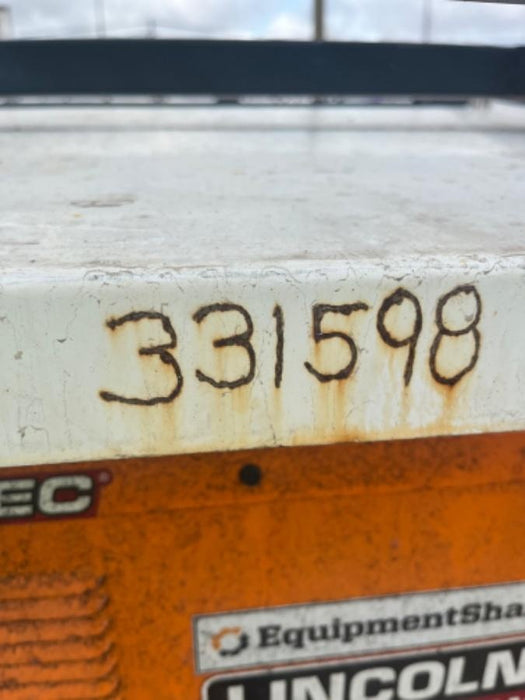 331598
EC®
EquipmentSha
LINCOLN